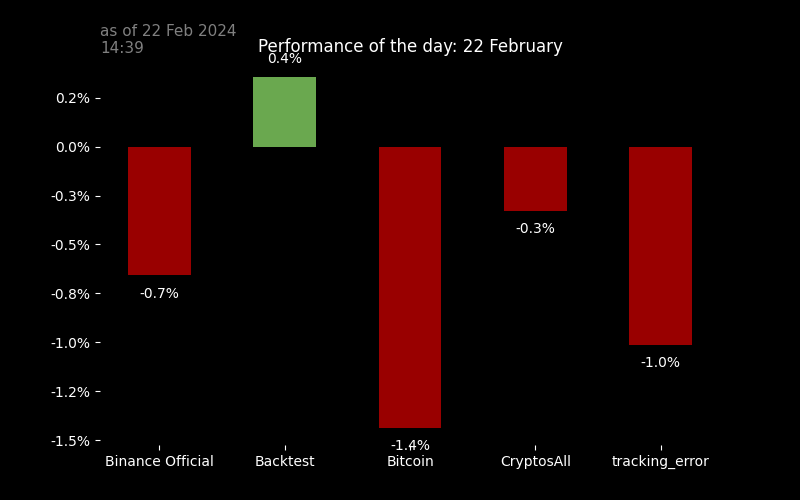 as of 22 Feb 2024
14:39
Performance of the day: 22 February
0.4%
0.2%
0.0%
-0.3%
-0.5%
-0.8%
-1.0%
-1.2%
-1.5%
-0.7%
-1.4%
-0.3%
-1.0%
Binance Official
Backtest
Bitcoin
CryptosAll
tracking_error